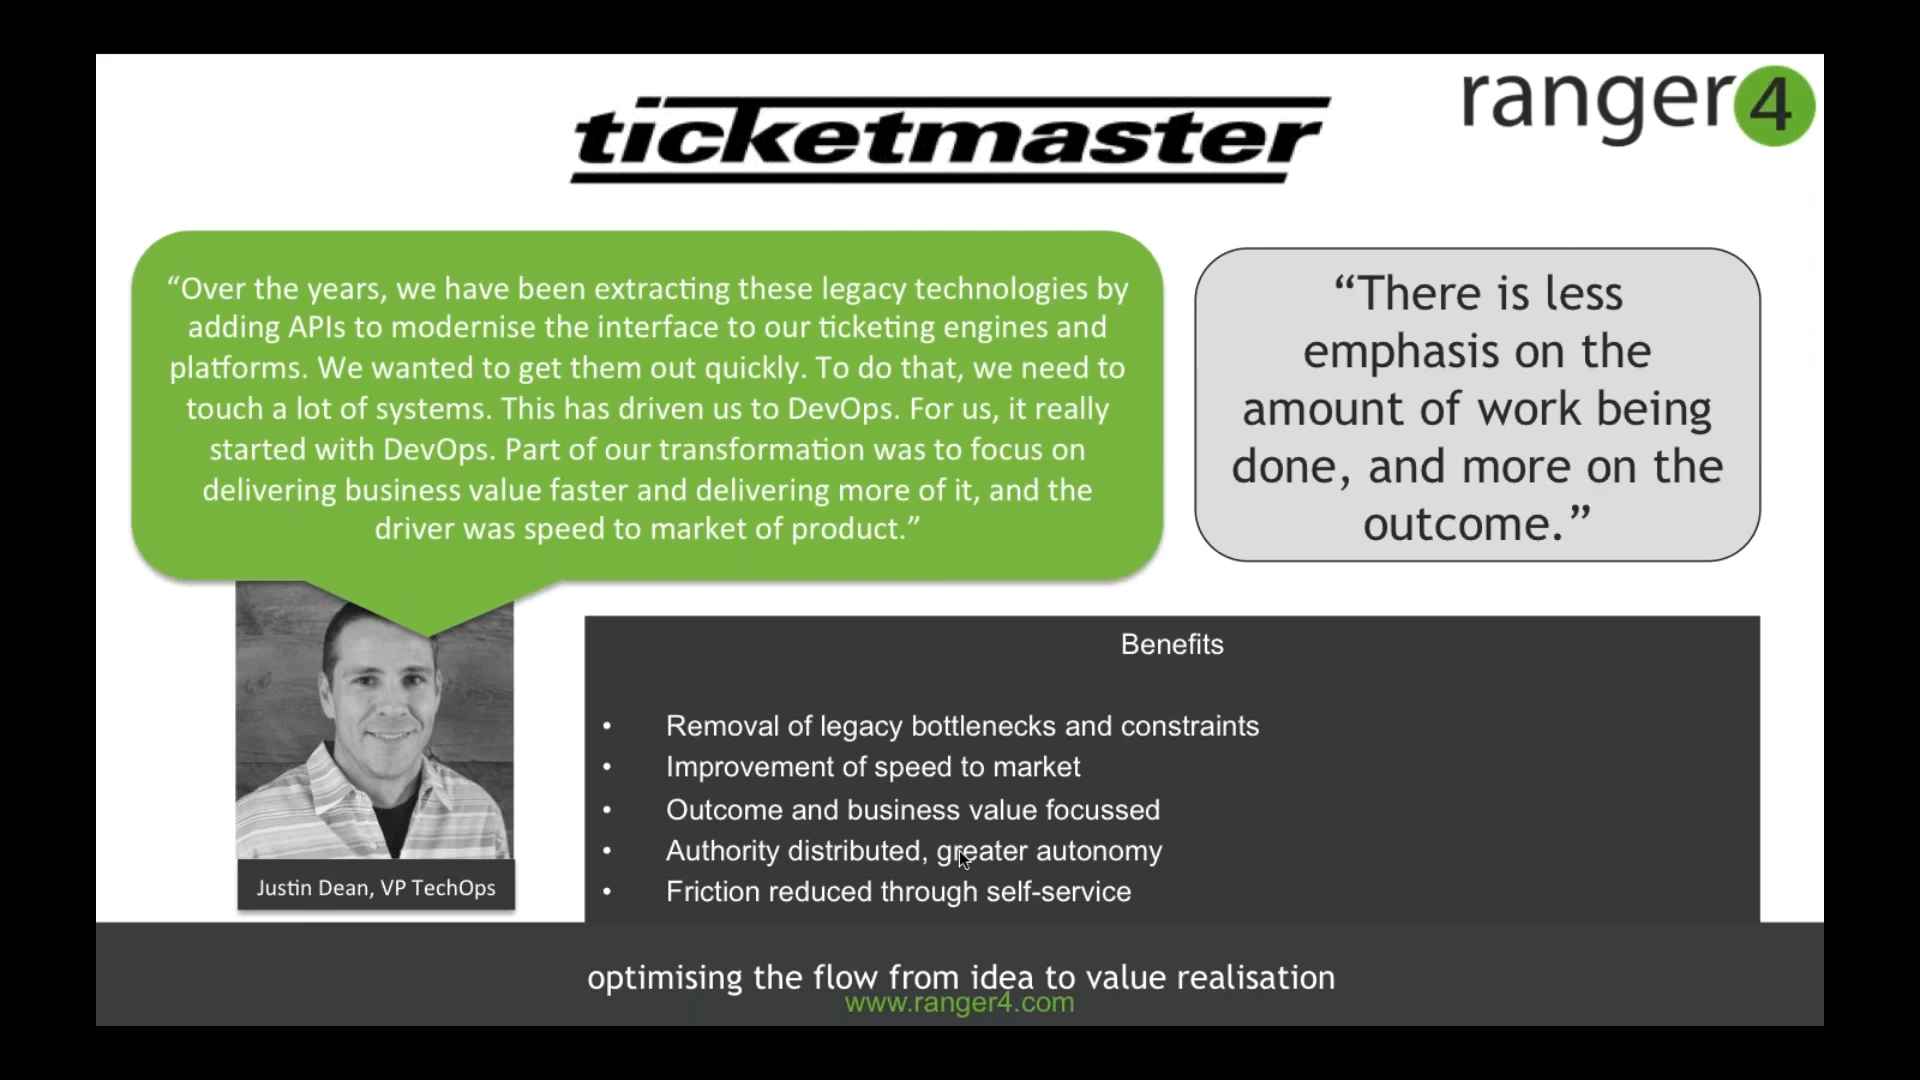 ticketmaster
ranger4
“Over the years, we have been extracting these legacy technologies by
adding APIs to modernise the interface to our ticketing engines and
platforms. We wanted to get them out quickly. To do that, we need to
touch a lot of systems. This has driven us to DevOps. For us, it really
started with DevOps. Part of our transformation was to focus on
delivering business value faster and delivering more of it, and the
driver was speed to market of product.”
“There is less
emphasis on the
amount of work being
done, and more on the
outcome.”
Justin Dean, VP TechOps
Benefits
• Removal of legacy bottlenecks and constraints
• Improvement of speed to market
• Outcome and business value focussed
• Authority distributed, greater autonomy
• Friction reduced through self-service
optimising the flow from idea to value realisation
www.ranger4.com